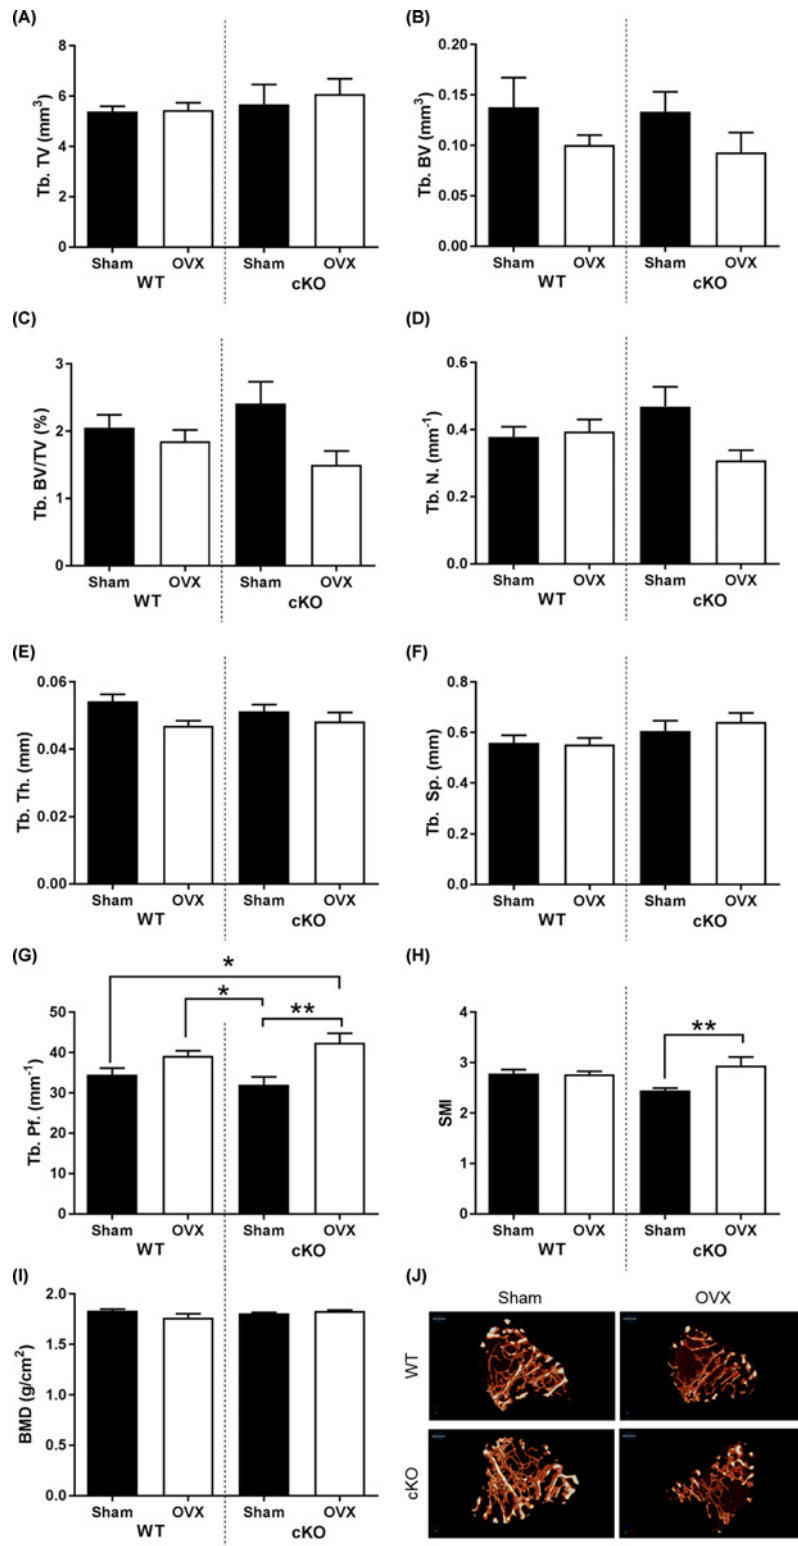 (A)
Tb. TV (mm³)
8
6
4
2
0
Sham OVX Sham OVX
WT cKO
(B)
Tb. BV (mm³)
0.20
0.15
0.10
0.05
0.00
Sham OVX Sham OVX
WT cKO
(C)
Tb. BV/TV (%)
3
2
1
0
Sham OVX Sham OVX
WT cKO
(D)
Tb. N. (mm⁻¹)
0.6
0.4
0.2
0.0
Sham OVX Sham OVX
WT cKO
(E)
Tb. Th. (mm)
0.06
0.04
0.02
0.00
Sham OVX Sham OVX
WT cKO
(F)
Tb. Sp. (mm)
0.8
0.6
0.4
0.2
0.0
Sham OVX Sham OVX
WT cKO
(G)
Tb. Pf. (mm⁻¹)
50
40
30
20
10
0
*
*
**
Sham OVX Sham OVX
WT cKO
(H)
SMI
4
3
2
1
0
**
Sham OVX Sham OVX
WT cKO
(I)
BMD (g/cm²)
2.0
1.5
1.0
0.5
0.0
Sham OVX Sham OVX
WT cKO
(J)
Sham OVX
WT
cKO